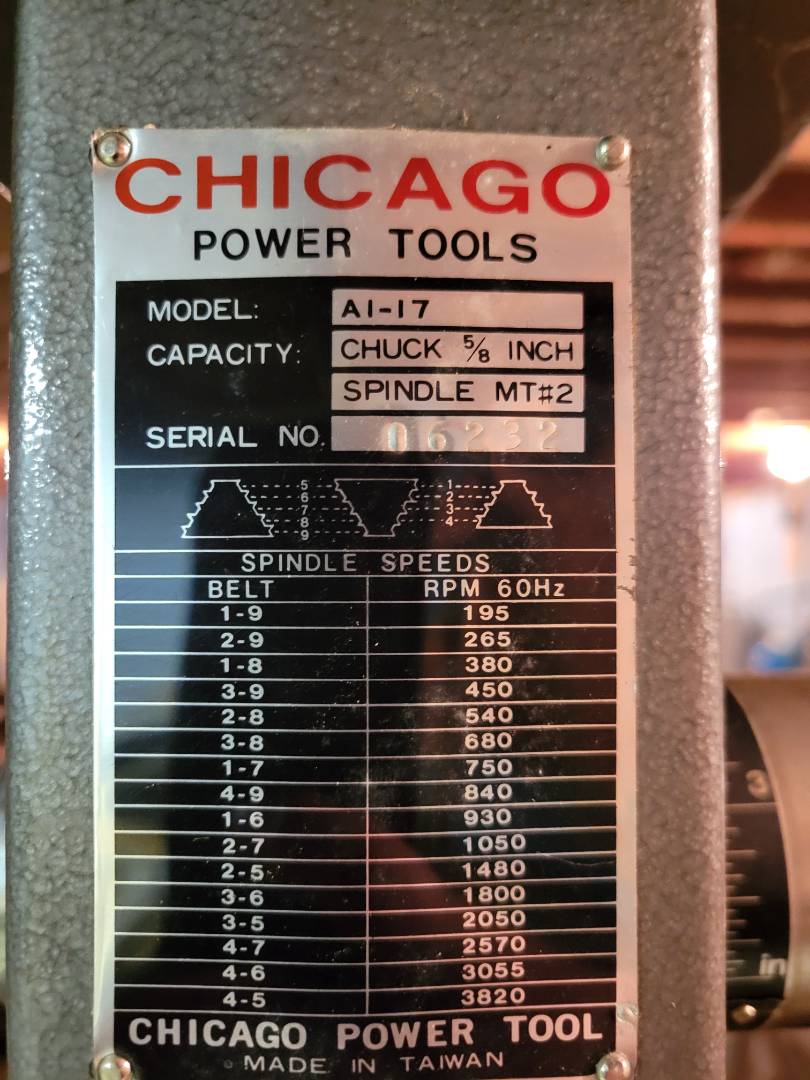 CHICAGO
POWER TOOLS
MODEL: A1-17
CAPACITY: CHUCK 5/8 INCH
SPINDLE MT#2
SERIAL NO. 06232
5 1
6 2
7 3
8 4
9
SPINDLE SPEEDS
BELT RPM 60Hz
1-9 195
2-9 265
1-8 380
3-9 450
2-8 540
3-8 680
1-7 750
4-9 840
1-6 930
2-7 1050
2-5 1480
3-6 1800
3-5 2050
4-7 2570
4-6 3055
4-5 3820
CHICAGO POWER TOOL
MADE IN TAIWAN
3
in